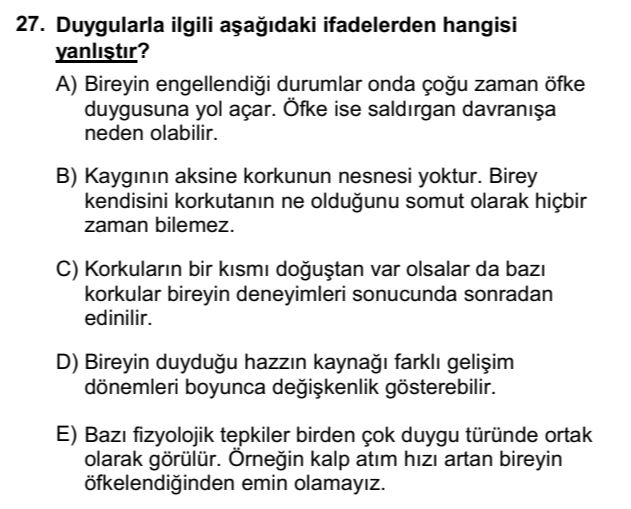 27. Duygularla ilgili aşağıdaki ifadelerden hangisi
yanlıştır?
A) Bireyin engellendiği durumlar onda çoğu zaman öfke
duygusuna yol açar. Öfke ise saldırgan davranışa
neden olabilir.
B) Kaygının aksine korkunun nesnesi yoktur. Birey
kendisini korkutanın ne olduğunu somut olarak hiçbir
zaman bilemez.
C) Korkuların bir kısmı doğuştan var olsalar da bazı
korkular bireyin deneyimleri sonucunda sonradan
edinilir.
D) Bireyin duyduğu hazzın kaynağı farklı gelişim
dönemleri boyunca değişkenlik gösterebilir.
E) Bazı fizyolojik tepkiler birden çok duygu türünde ortak
olarak görülür. Örneğin kalp atım hızı artan bireyin
öfkelendiğinden emin olamayız.